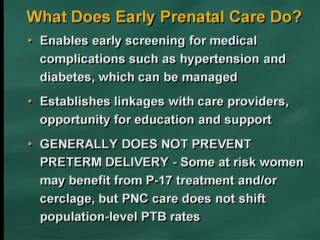 What Does Early Prenatal Care Do?
• Enables early screening for medical
complications such as hypertension and
diabetes, which can be managed
• Establishes linkages with care providers,
opportunity for education and support
• GENERALLY DOES NOT PREVENT
PRETERM DELIVERY - Some at risk women
may benefit from P-17 treatment and/or
cerclage, but PNC care does not shift
population-level PTB rates